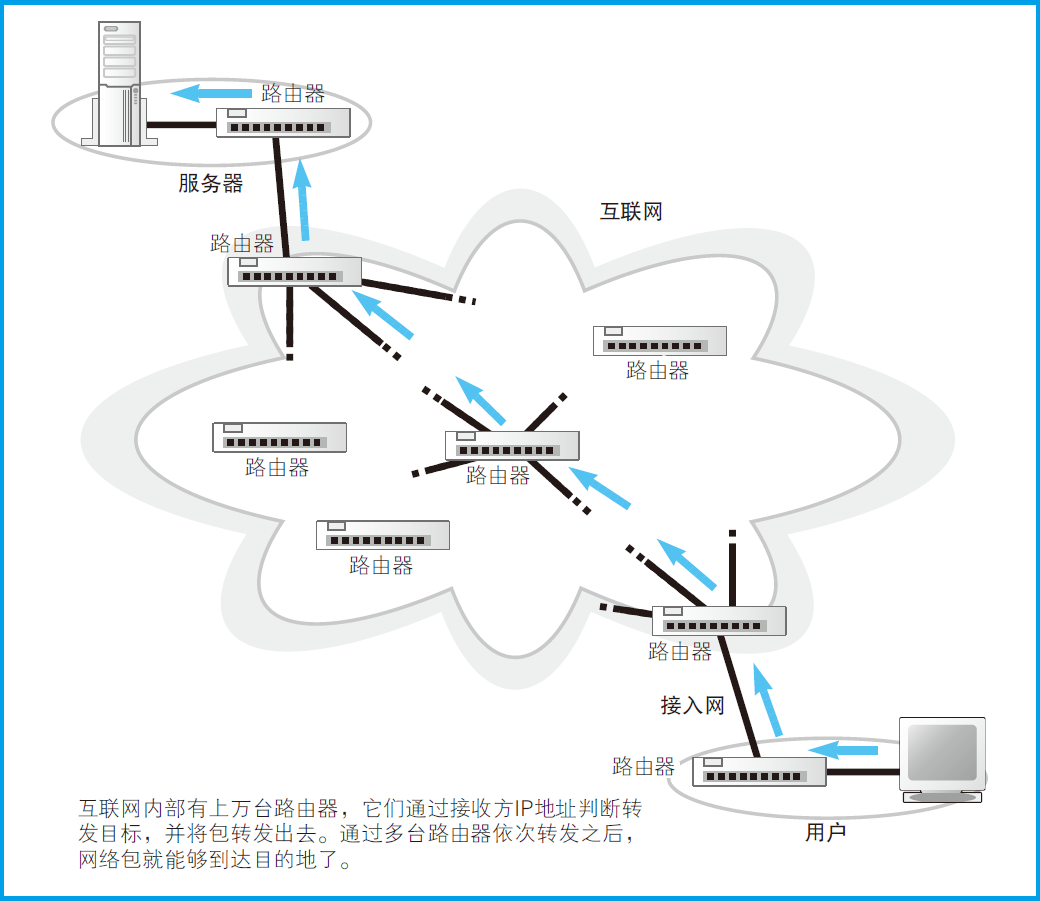 路由器
服务器
互联网
路由器
路由器
路由器
路由器
路由器
路由器
接入网
路由器
用户
互联网内部有上万台路由器，它们通过接收方IP地址判断转
发目标，并将包转发出去。通过多台路由器依次转发之后，
网络包就能够到达目的地了。